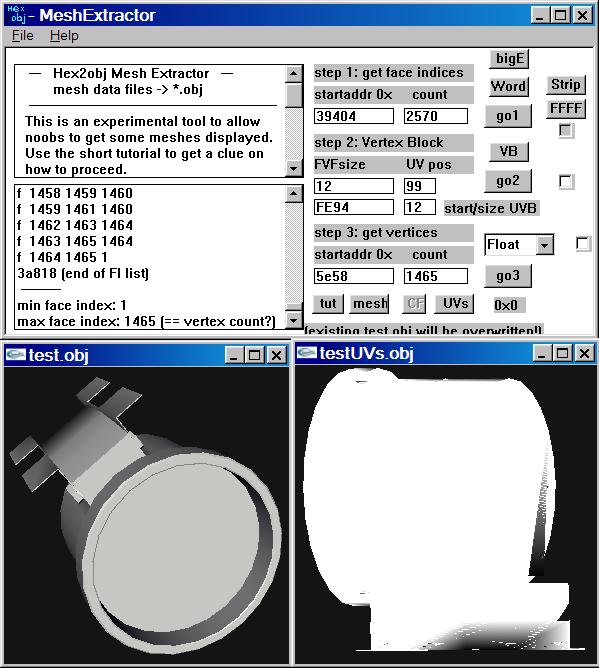 Hex obj- MeshExtractor
File Help
— Hex2obj Mesh Extractor —
mesh data files -> *.obj
This is an experimental tool to allow
noobs to get some meshes displayed.
Use the short tutorial to get a clue on
how to proceed.
f 1458 1459 1460
f 1459 1461 1460
f 1462 1463 1464
f 1463 1465 1464
f 1464 1465 1
3a818 (end of FI list)
min face index: 1
max face index: 1465 (== vertex count?)
step 1: get face indices
startaddr 0x count
39404 2570
step 2: Vertex Block
FVFsize UV pos
12 99
FE94 12 start/size UVB
step 3: get vertices
startaddr 0x count
5e58 1465
tut mesh CF UVs 0x0
(existing test.obj will be overwritten!)
bigE
Word
go1
VB
go2
Float
go3
Strip
FFFF
test.obj
testUVs.obj